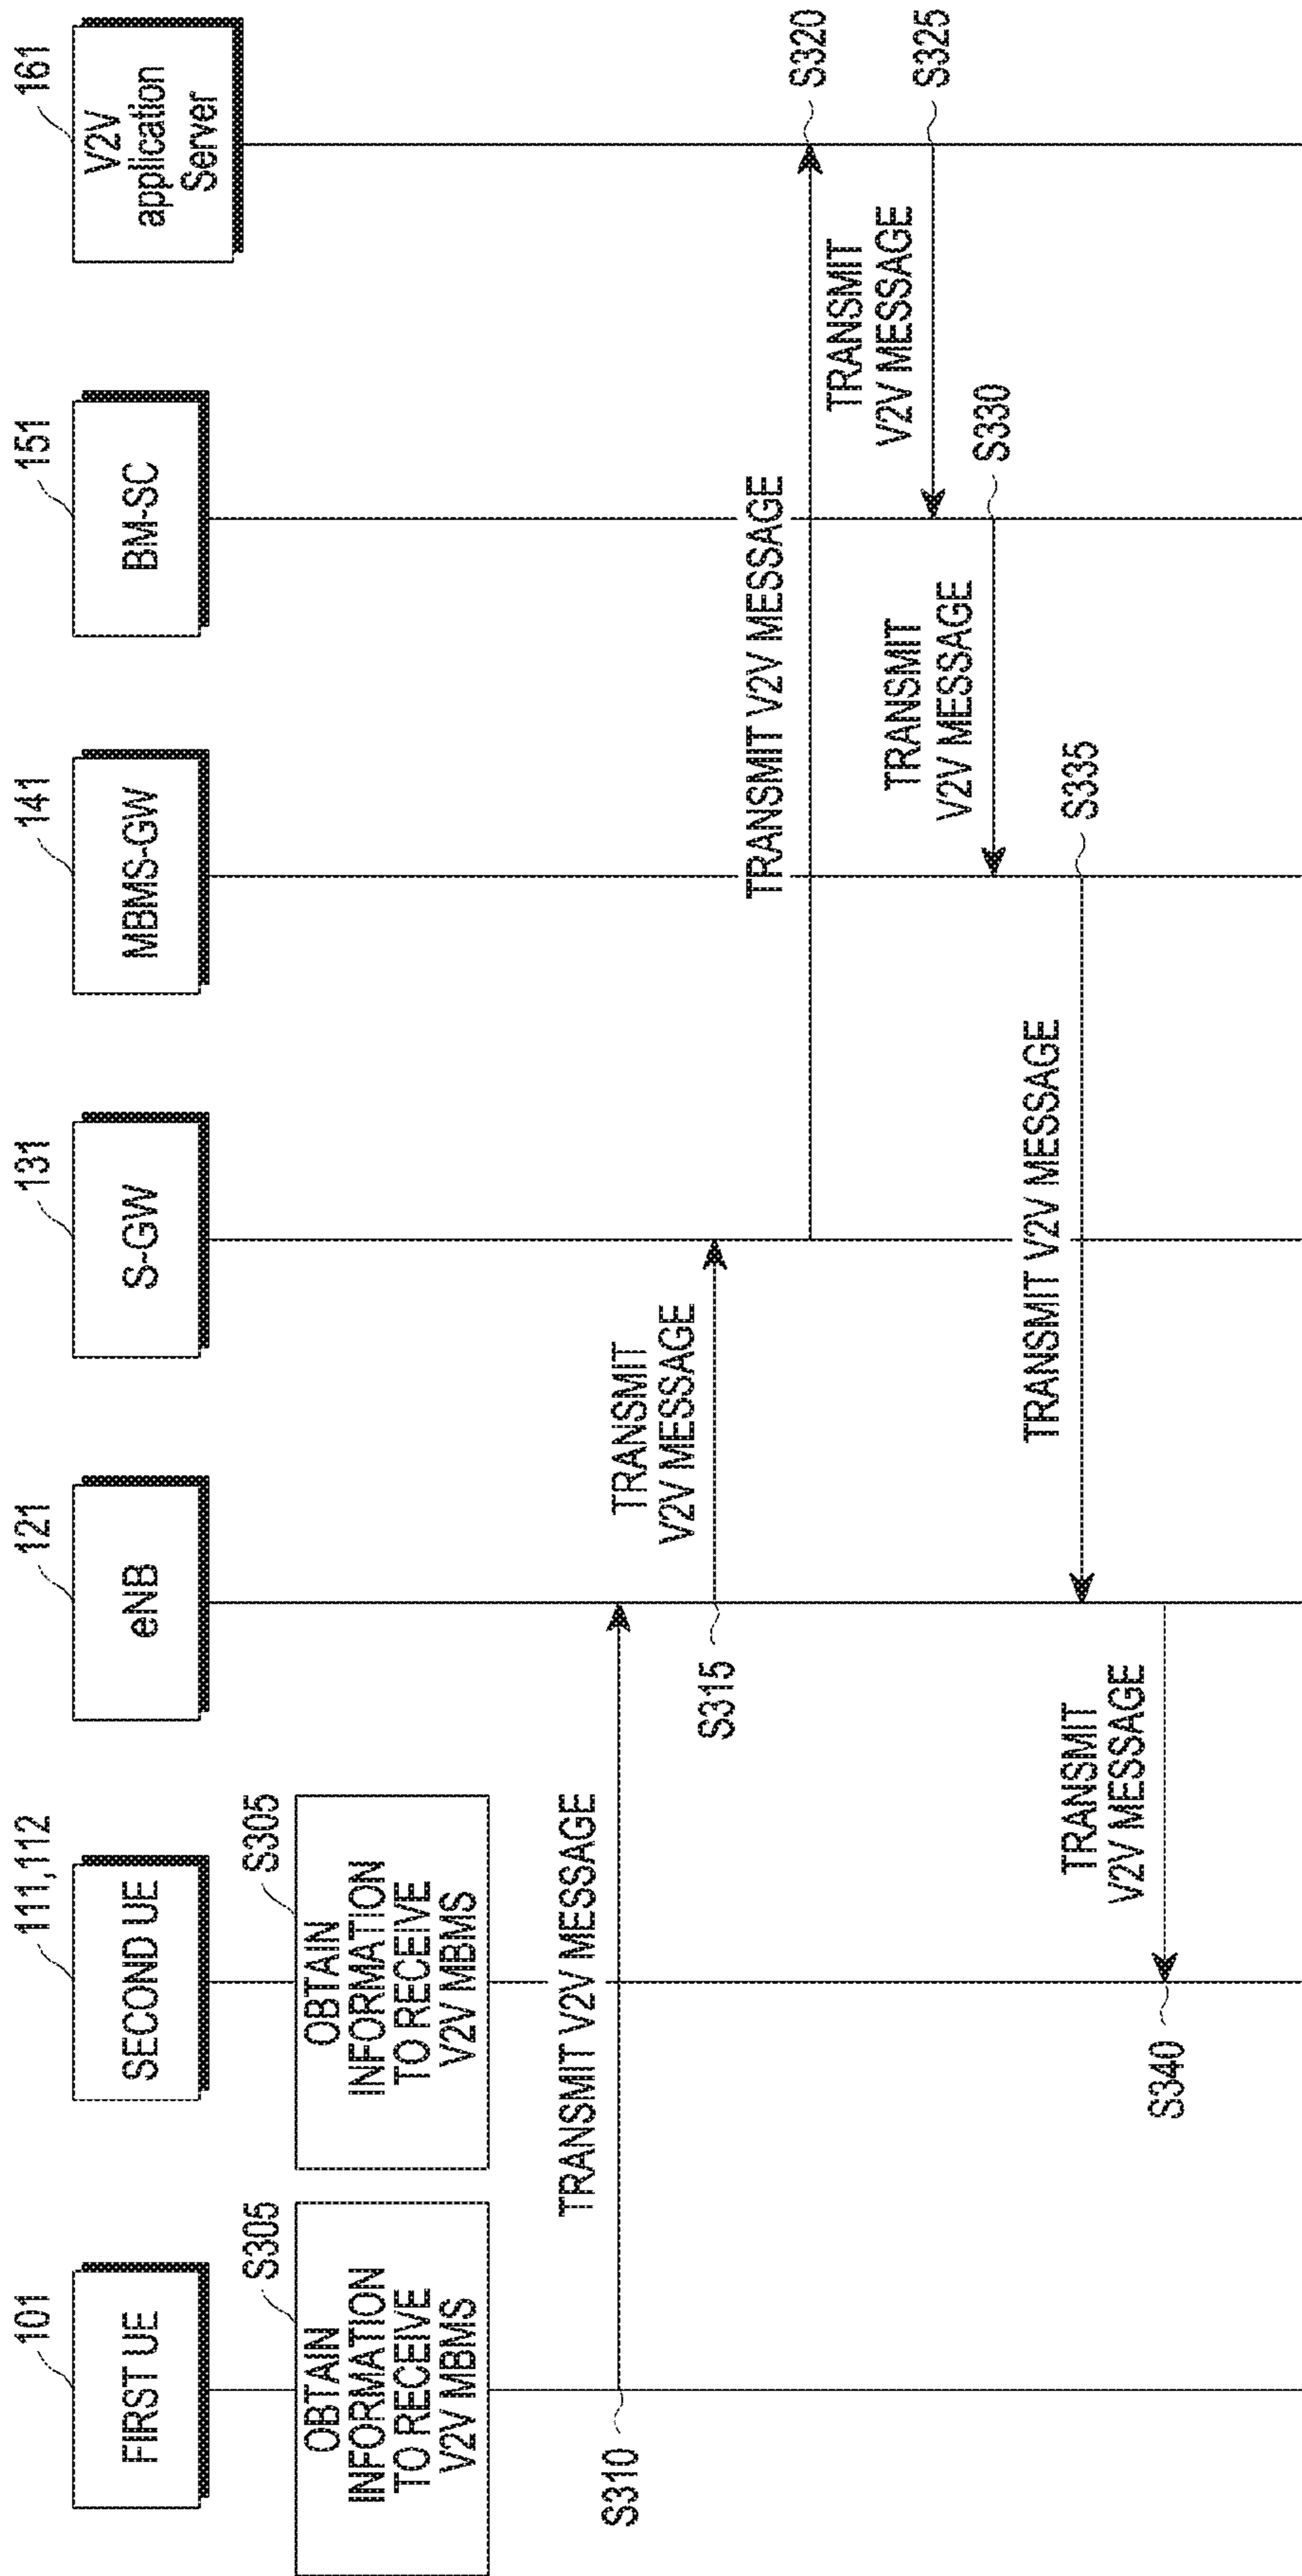 101
FIRST UE
111,112
SECOND UE
121
eNB
131
S-GW
141
MBMS-GW
151
BM-SC
161
V2V
application
Server
S305
OBTAIN
INFORMATION
TO RECEIVE
V2V MBMS
S305
OBTAIN
INFORMATION
TO RECEIVE
V2V MBMS
TRANSMIT V2V MESSAGE
S310
TRANSMIT
V2V MESSAGE
S315
TRANSMIT V2V MESSAGE
S320
TRANSMIT
V2V MESSAGE
S325
TRANSMIT
V2V MESSAGE
S330
TRANSMIT V2V MESSAGE
S335
TRANSMIT
V2V MESSAGE
S340